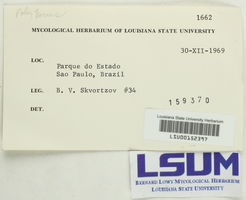 1662
MYCOLOGICAL HERBARIUM OF LOUISIANA STATE UNIVERSITY
30-XII-1969
LOC.
Parque do Estado
Sao Paulo, Brazil
LEG. B. V. Skvortzov #34
DET.
159370
Louisiana State University Herbarium
LSU00152357
LSUM
BERNARD LOWY MYCOLOGICAL HERBARIUM
LOUISIANA STATE UNIVERSITY